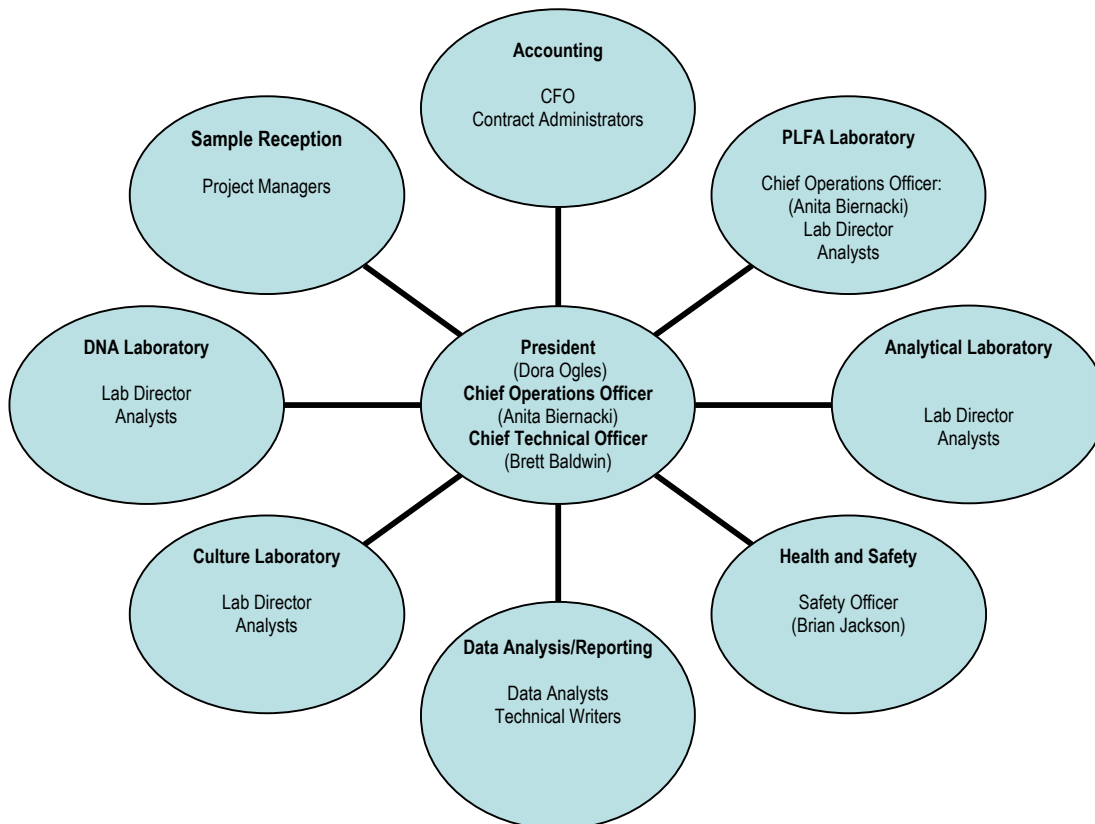 Accounting
CFO
Contract Administrators
Sample Reception
Project Managers
PLFA Laboratory
Chief Operations Officer:
(Anita Biernacki)
Lab Director
Analysts
DNA Laboratory
Lab Director
Analysts
President
(Dora Ogles)
Chief Operations Officer
(Anita Biernacki)
Chief Technical Officer
(Brett Baldwin)
Analytical Laboratory
Lab Director
Analysts
Culture Laboratory
Lab Director
Analysts
Health and Safety
Safety Officer
(Brian Jackson)
Data Analysis/Reporting
Data Analysts
Technical Writers